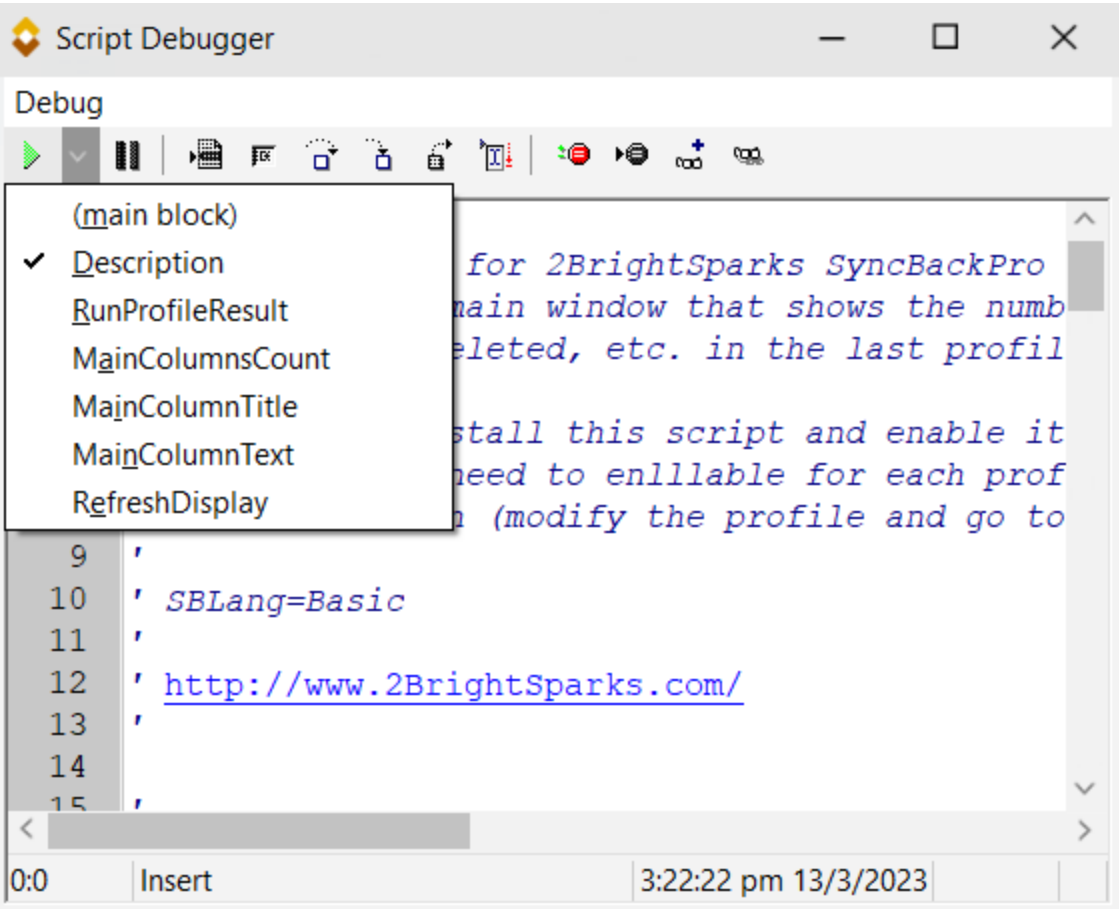 Script Debugger
Debug
(main block)
Description
RunProfileResult
MainColumnsCount
MainColumnTitle
MainColumnText
RefreshDisplay
for 2BrightSparks SyncBackPro
main window that shows the numb
eleted, etc. in the last profil
stall this script and enable it
need to enlllable for each prof
(modify the profile and go to
9 '
10 ' SBLang=Basic
11 '
12 ' http://www.2BrightSparks.com/
13 '
14
15 '
0:0 Insert 3:22:22 pm 13/3/2023